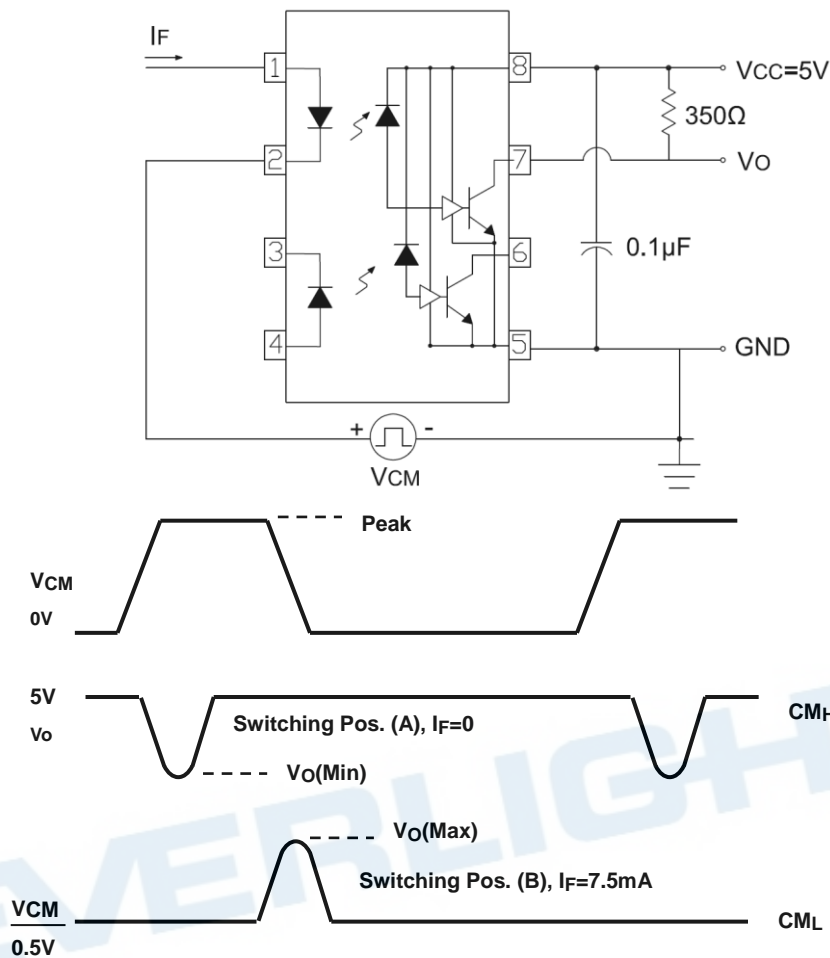 IF
1
8
VCC=5V
350Ω
2
7
VO
3
6
0.1µF
4
5
GND
+
-
VCM
Peak
VCM
0V
5V
Vo
Switching Pos. (A), IF=0
CMH
VO(Min)
VO(Max)
Switching Pos. (B), IF=7.5mA
VCM
0.5V
CML
EVERLIGH